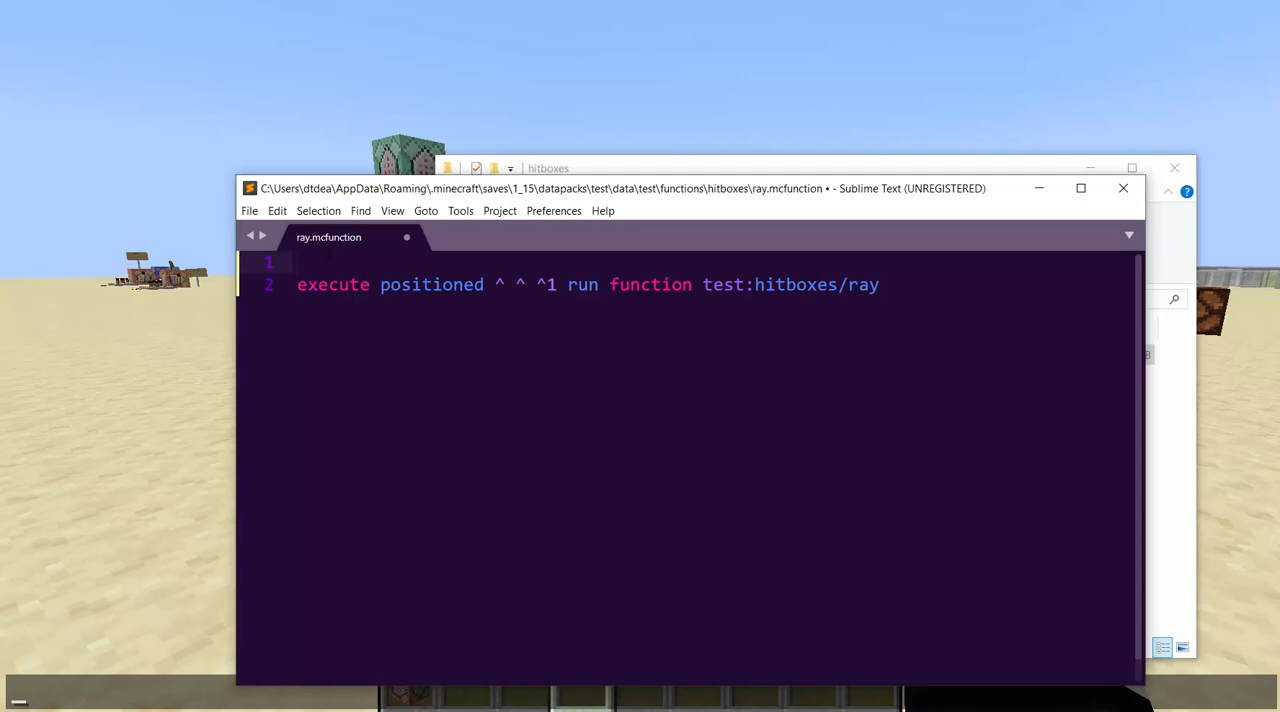 hitboxes
C:\Users\dtdea\AppData\Roaming\.minecraft\saves\1_15\datapacks\test\data\test\functions\hitboxes\ray.mcfunction • - Sublime Text (UNREGISTERED)
File Edit Selection Find View Goto Tools Project Preferences Help
ray.mcfunction
1
2 execute positioned ^ ^ ^1 run function test:hitboxes/ray